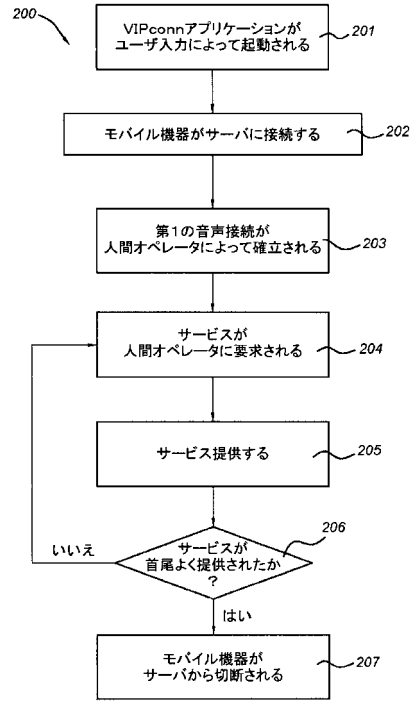 200
VIPconnアプリケーションが
ユーザ入力によって起動される
201
モバイル機器がサーバに接続する
202
第1の音声接続が
人間オペレータによって確立される
203
サービスが
人間オペレータに要求される
204
サービス提供する
205
サービスが
首尾よく提供されたか
?
206
いいえ
はい
モバイル機器が
サーバから切断される
207